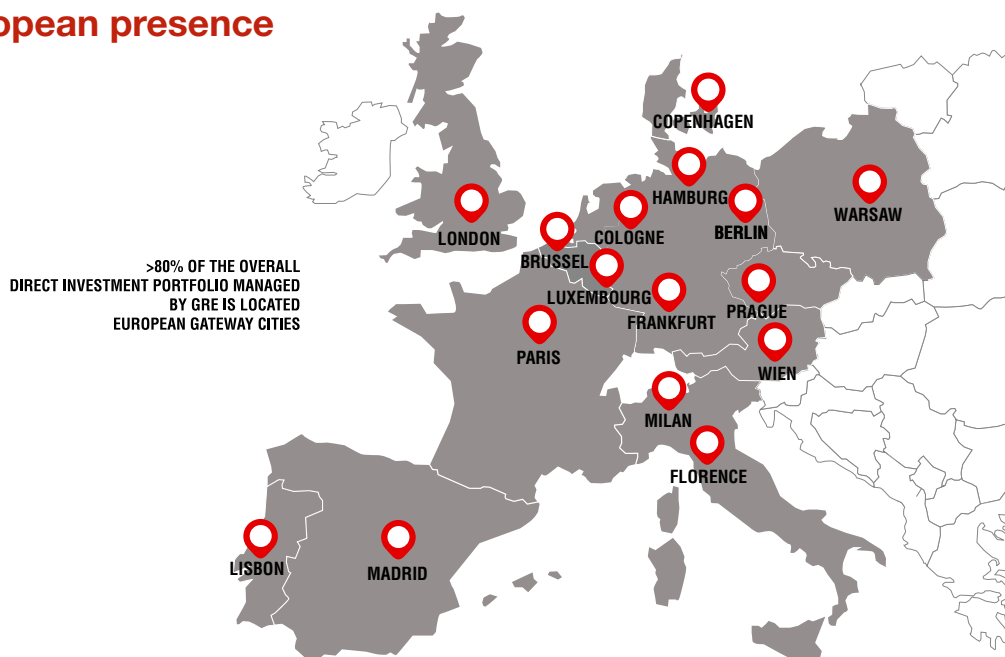 opean presence
COPENHAGEN
HAMBURG
WARSAW
BERLIN
LONDON
COLOGNE
BRUSSEL
>80% OF THE OVERALL
DIRECT INVESTMENT PORTFOLIO MANAGED
BY GRE IS LOCATED
EUROPEAN GATEWAY CITIES
LUXEMBOURG
PRAGUE
FRANKFURT
PARIS
WIEN
MILAN
FLORENCE
LISBON
MADRID